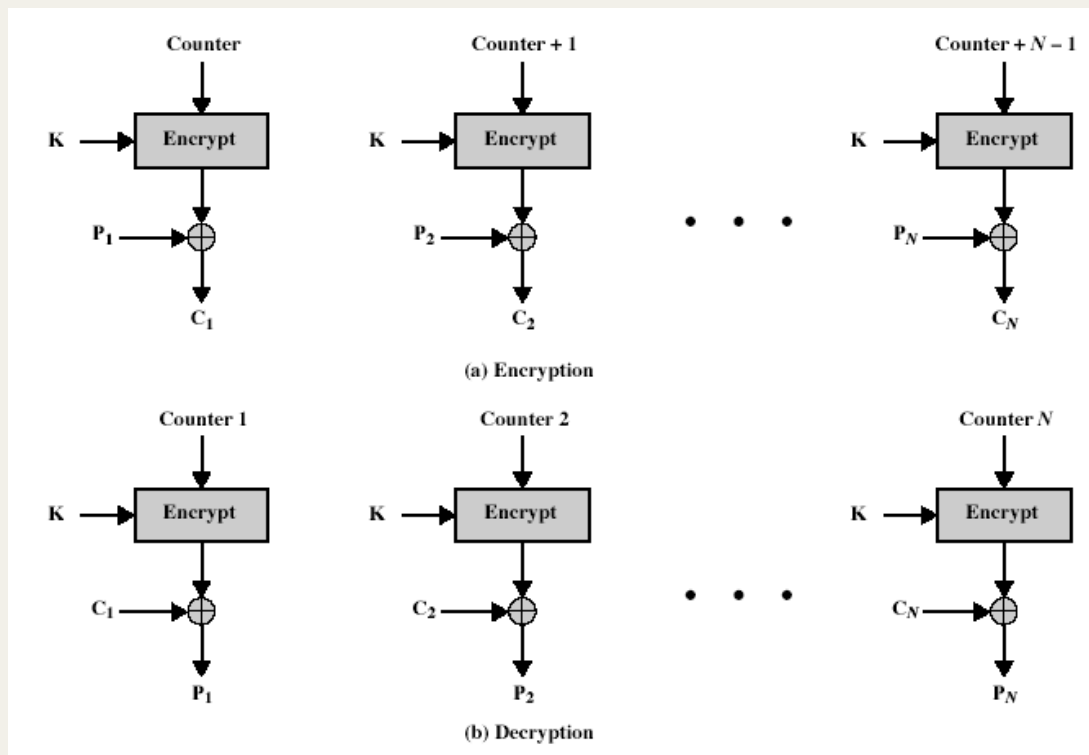 Counter Counter + 1 Counter + N – 1
K Encrypt K Encrypt K Encrypt
P1 P2 PN
C1 C2 CN
(a) Encryption
Counter 1 Counter 2 Counter N
K Encrypt K Encrypt K Encrypt
C1 C2 CN
P1 P2 PN
(b) Decryption